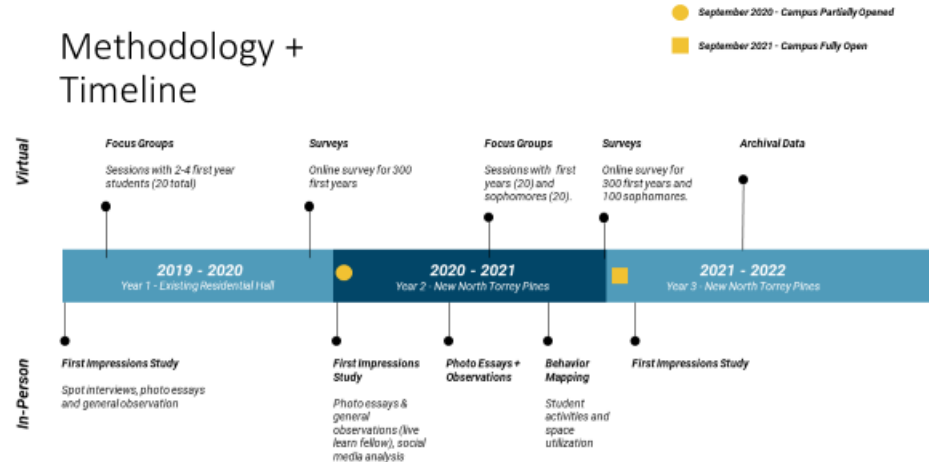 September 2020 - Campus Partially Opened
September 2021 - Campus Fully Open
Methodology +
Timeline
Virtual
Focus Groups
Sessions with 2-4 first year
students (20 total)
Surveys
Online survey for 300
first years
Focus Groups
Sessions with first
years (20) and
sophomores (20).
Surveys
Online survey for
300 first years and
100 sophomores.
Archival Data
2019 - 2020
Year 1 - Existing Residential Hall
2020 - 2021
Year 2 - New North Torrey Pines
2021 - 2022
Year 3 - New North Torrey Pines
In-Person
First Impressions Study
Spot interviews, photo essays
and general observation
First Impressions
Study
Photo essays &
general
observations (live
learn fellow), social
media analysis
Photo Essays +
Observations
Behavior
Mapping
Student
activities and
space
utilization
First Impressions Study